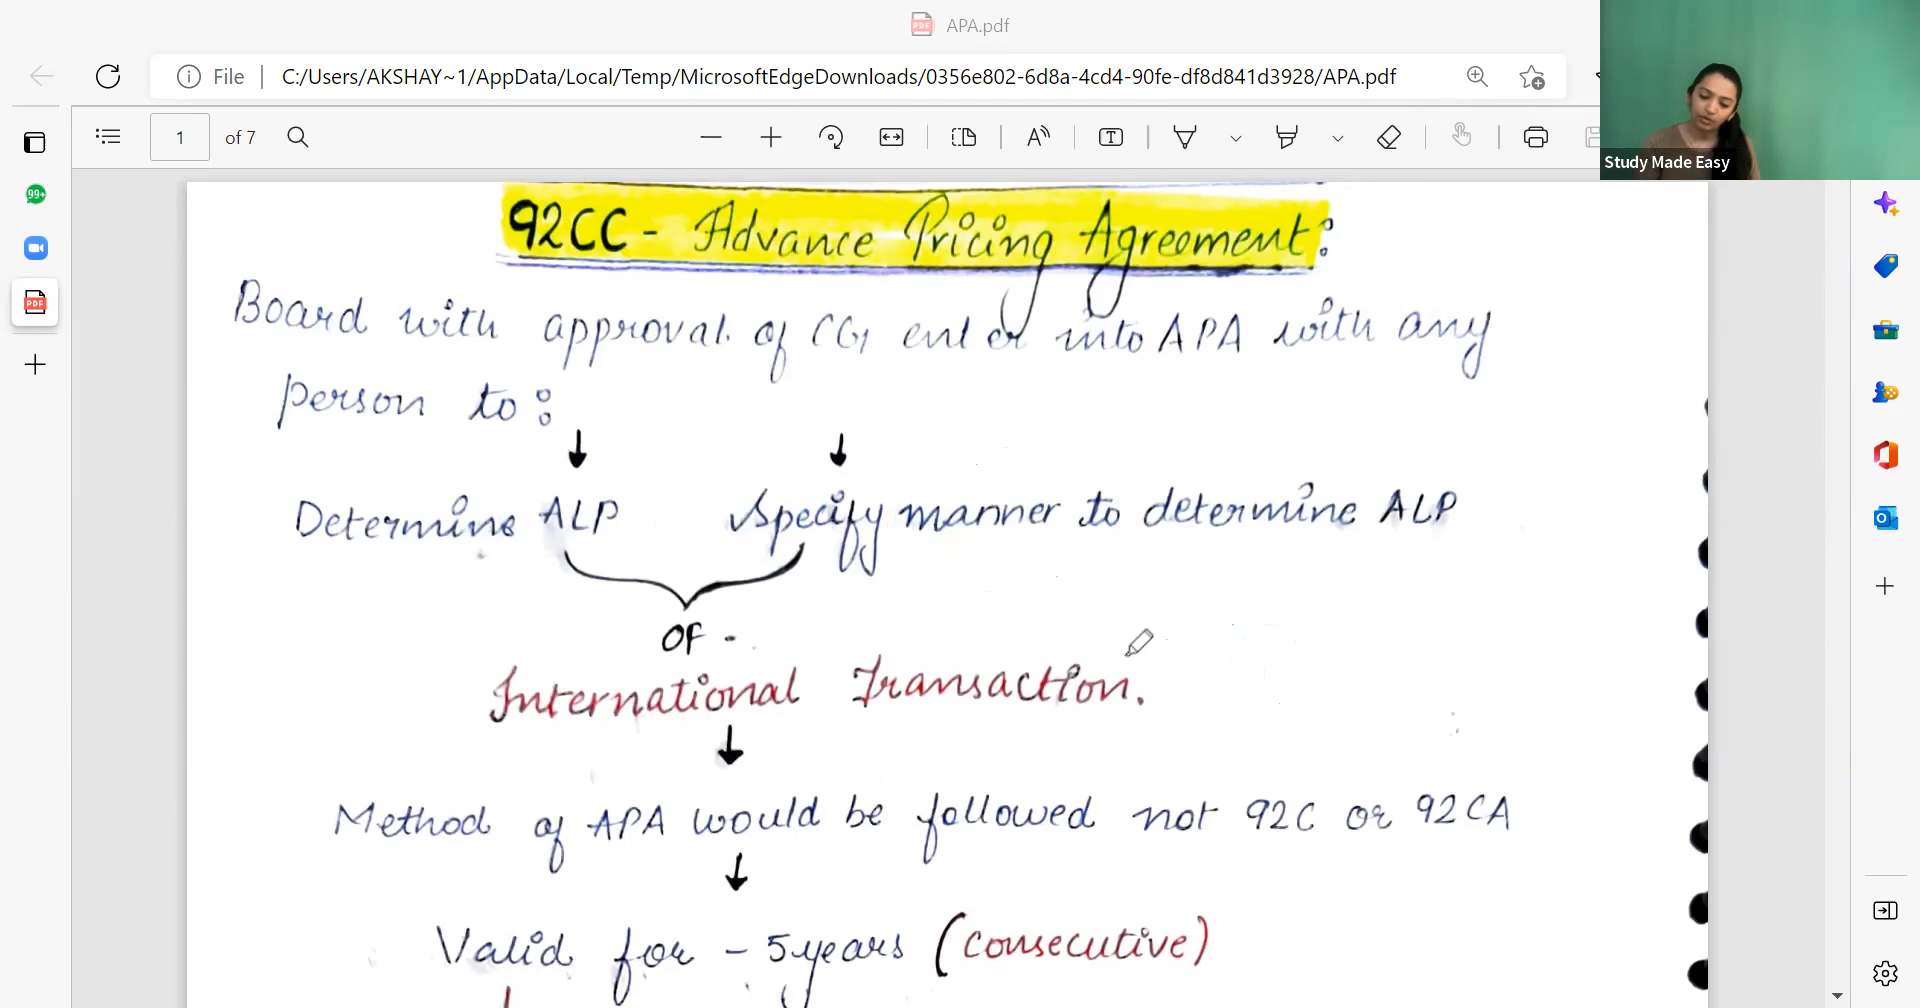 APA.pdf
File
C:/Users/AKSHAY~1/AppData/Local/Temp/MicrosoftEdgeDownloads/0356e802-6d8a-4cd4-90fe-df8d841d3928/APA.pdf
1 of 7
Study Made Easy
99+
92CC - Advance Pricing Agreement:
Board with approval of CG enter into APA with any
person to:
Determine ALP Specify manner to determine ALP
OF -
International Transaction.
Method of APA would be followed not 92C or 92CA
Valid for - 5 years (consecutive)